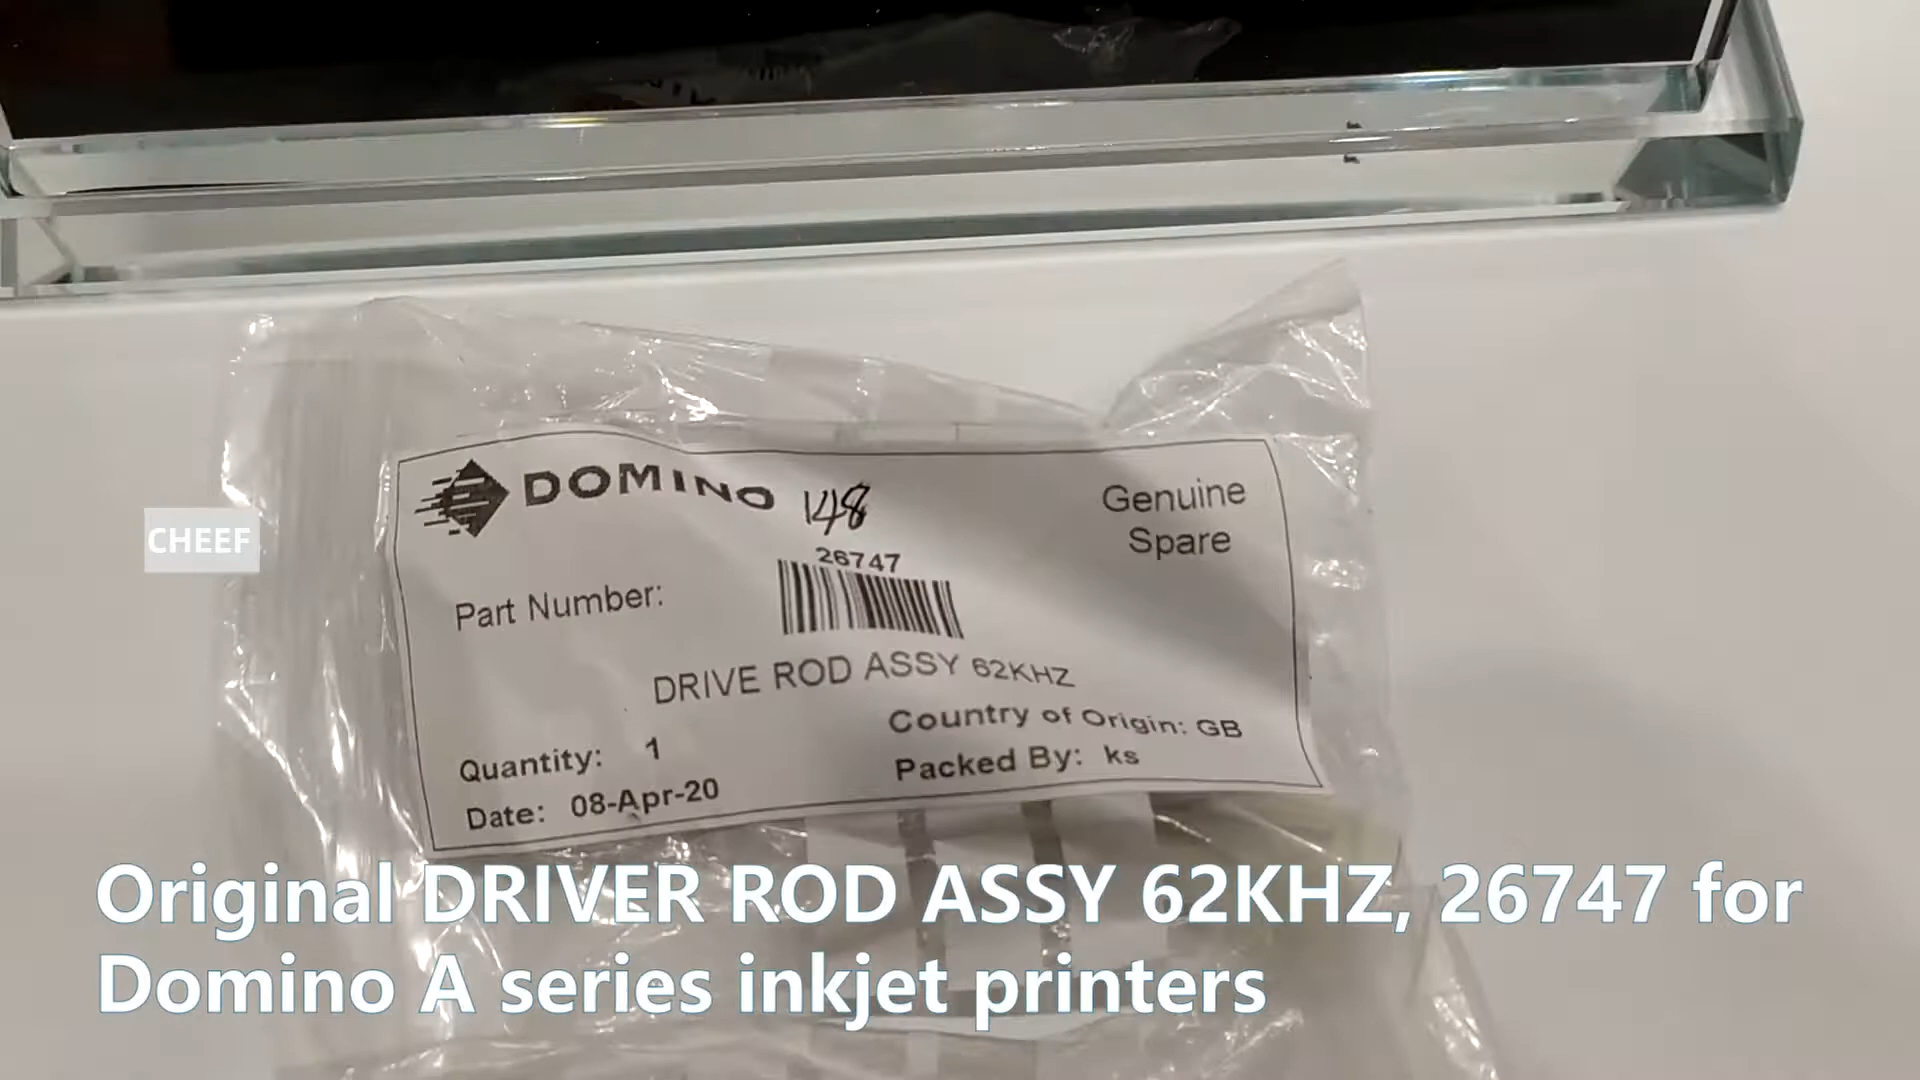 DOMINO 148
Genuine
Spare
CHEEF
26747
Part Number:
DRIVE ROD ASSY 62KHZ
Country of Origin: GB
Quantity: 1
Packed By: ks
Date: 08-Apr-20
Original DRIVER ROD ASSY 62KHZ, 26747 for
Domino A series inkjet printers